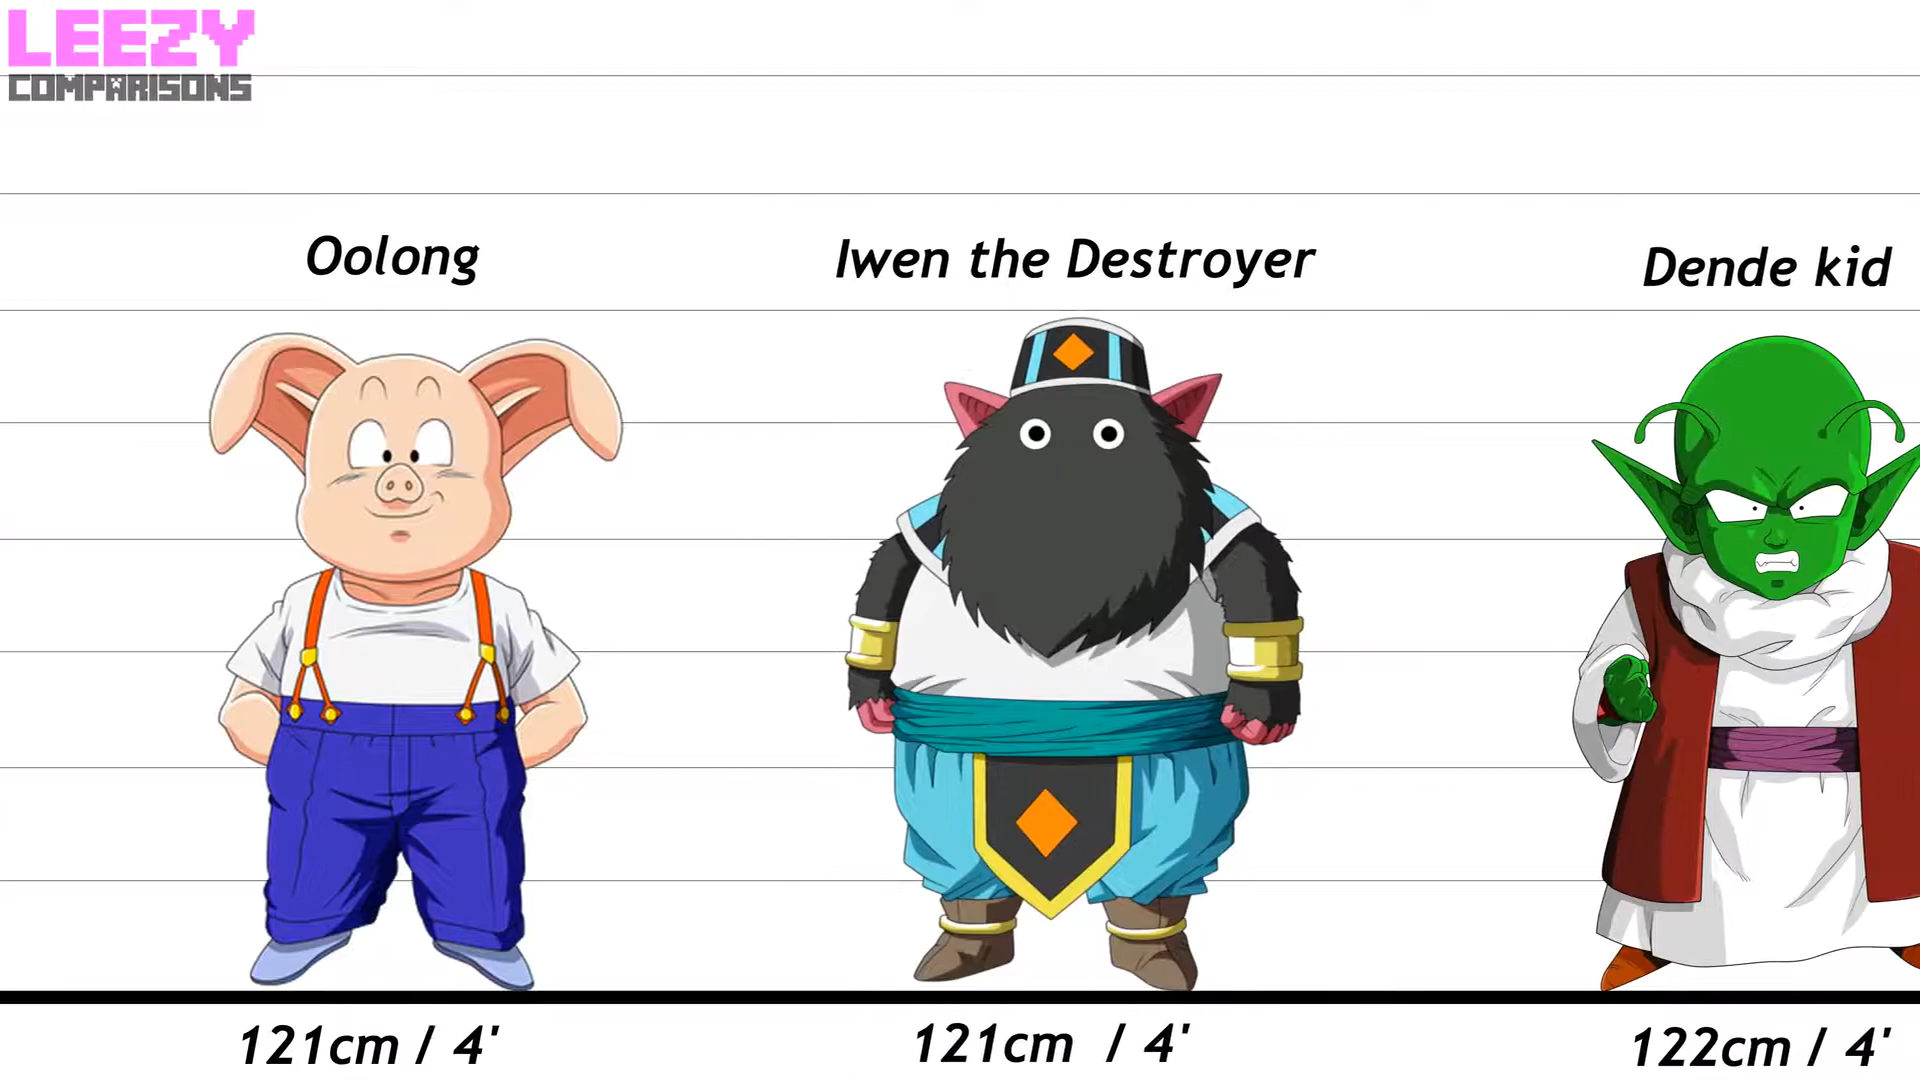 LEEZY
COMPARISONS
Oolong
Iwen the Destroyer
Dende kid
121cm / 4'
121cm / 4'
122cm / 4'